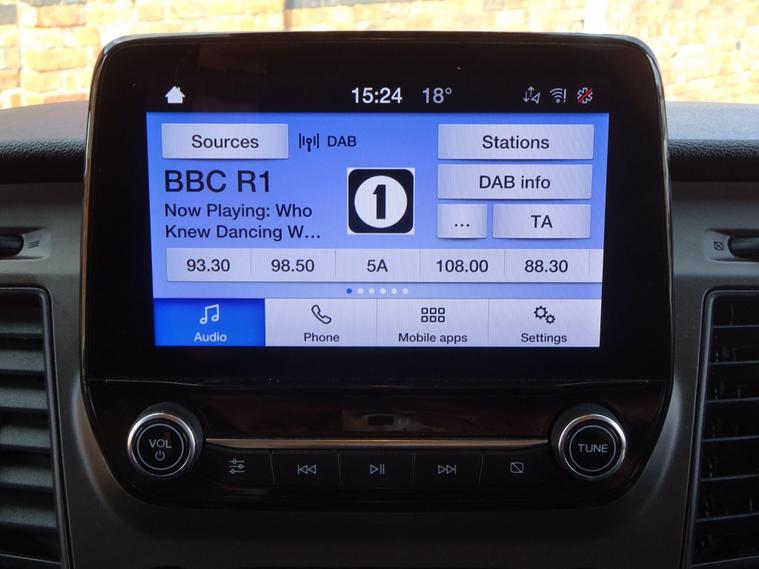 15:24 18°
Sources DAB Stations
BBC R1
1
DAB info
Now Playing: Who
Knew Dancing W...
... TA
93.30 98.50 5A 108.00 88.30
Audio Phone Mobile apps Settings
VOL
TUNE